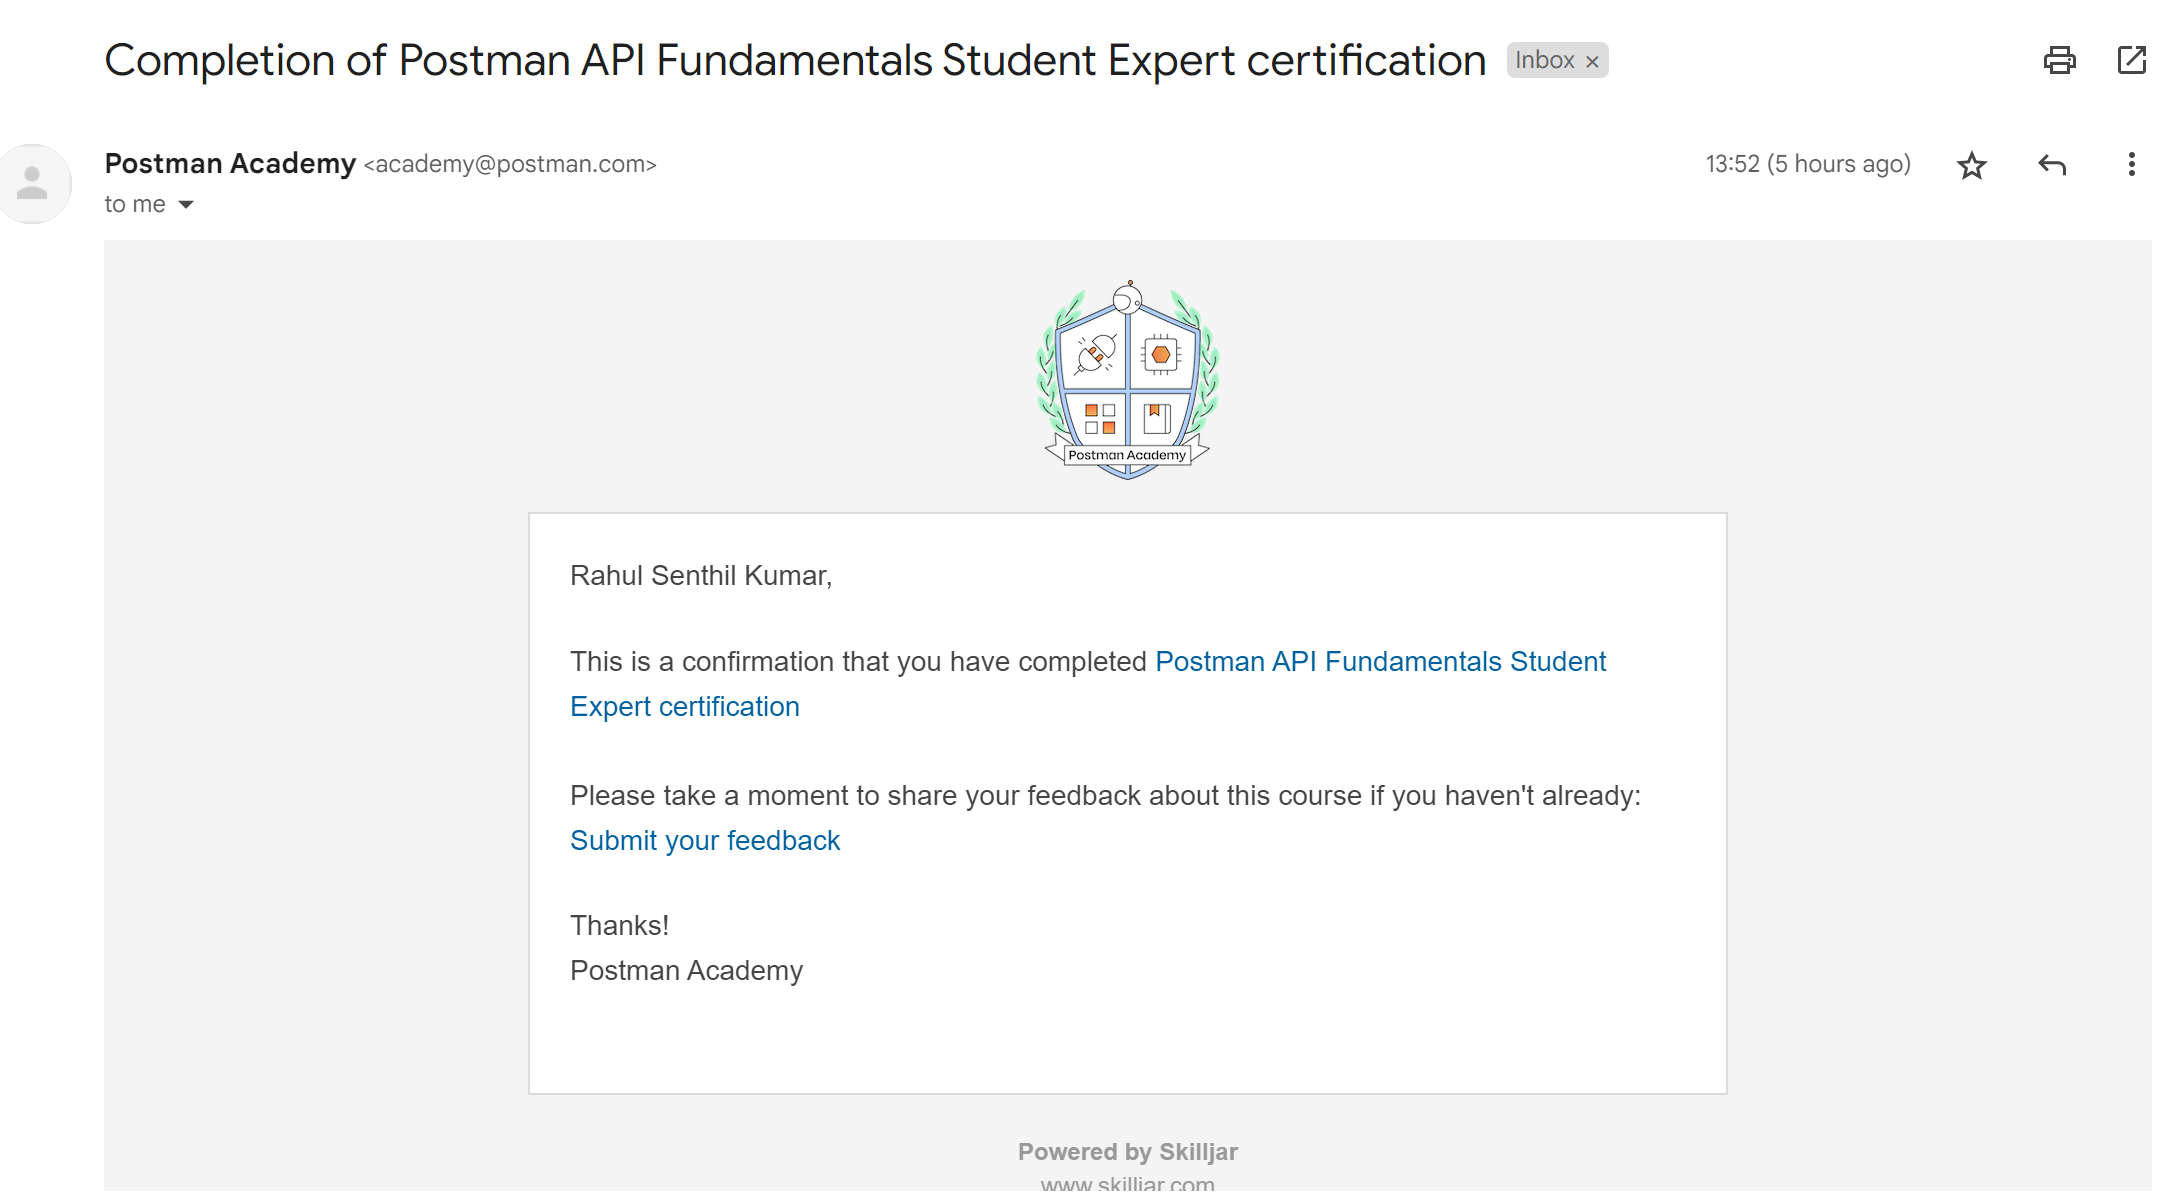 Completion of Postman API Fundamentals Student Expert certification Inbox ×
Postman Academy <academy@postman.com> 13:52 (5 hours ago)
to me
Postman Academy
Rahul Senthil Kumar,
This is a confirmation that you have completed Postman API Fundamentals Student
Expert certification
Please take a moment to share your feedback about this course if you haven't already:
Submit your feedback
Thanks!
Postman Academy
Powered by Skilljar
www.skilljar.com